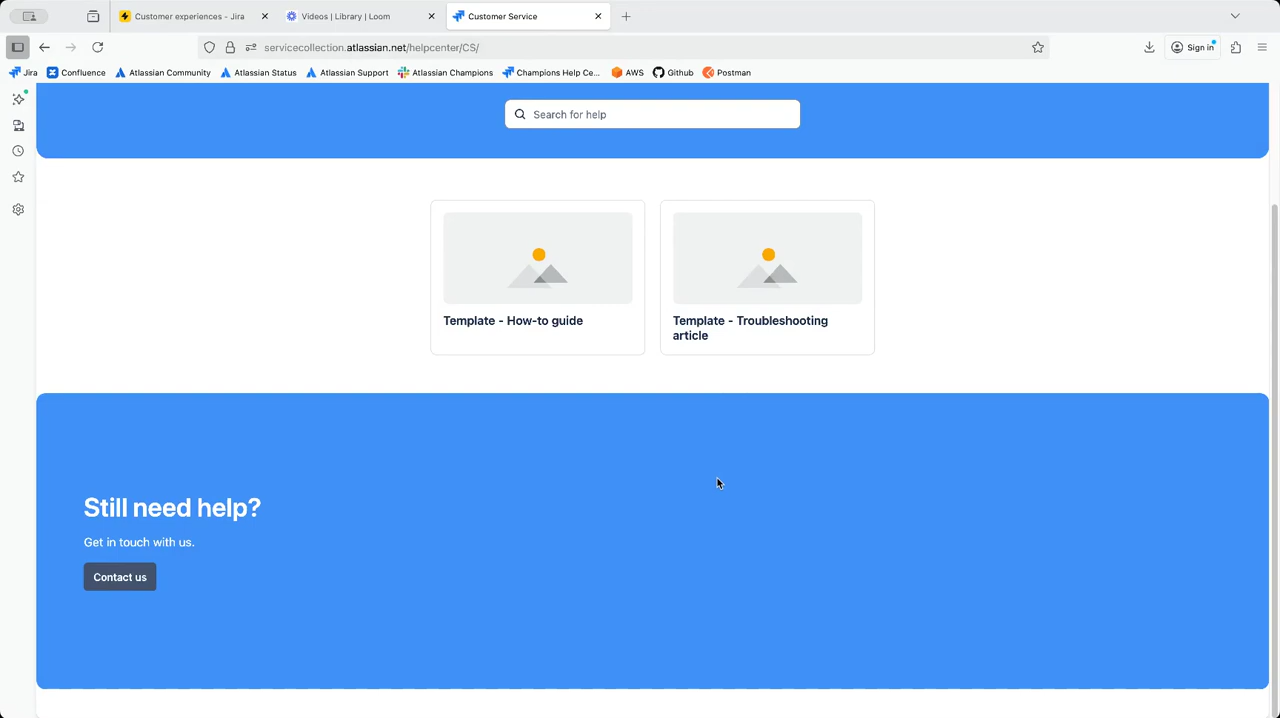 Customer experiences - Jira
Videos | Library | Loom
Customer Service
servicecollection.atlassian.net/helpcenter/CS/
Sign in
Jira
Confluence
Atlassian Community
Atlassian Status
Atlassian Support
Atlassian Champions
Champions Help Ce...
AWS
Github
Postman
Search for help
Template - How-to guide
Template - Troubleshooting
article
Still need help?
Get in touch with us.
Contact us